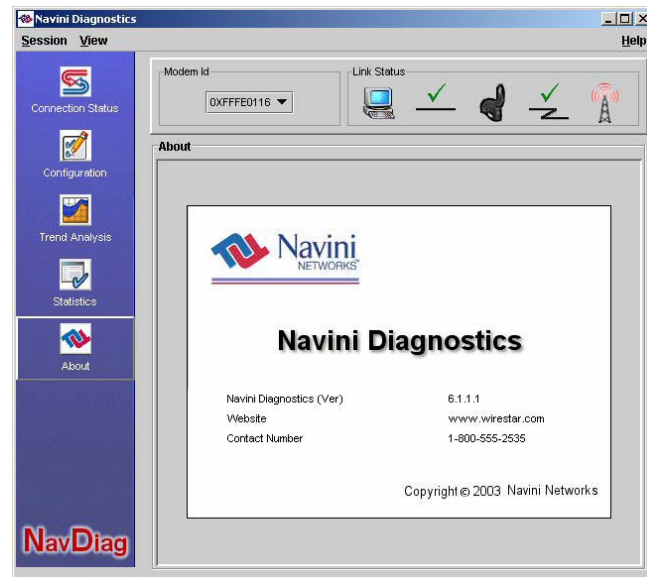 Navini Diagnostics
Session View Help
Connection Status
Configuration
Trend Analysis
Statistics
About
NavDiag
Modem Id
0XFFFE0116
Link Status
About
Navini
NETWORKS
Navini Diagnostics
Navini Diagnostics (Ver) 6.1.1.1
Website www.wirestar.com
Contact Number 1-800-555-2535
Copyright © 2003 Navini Networks